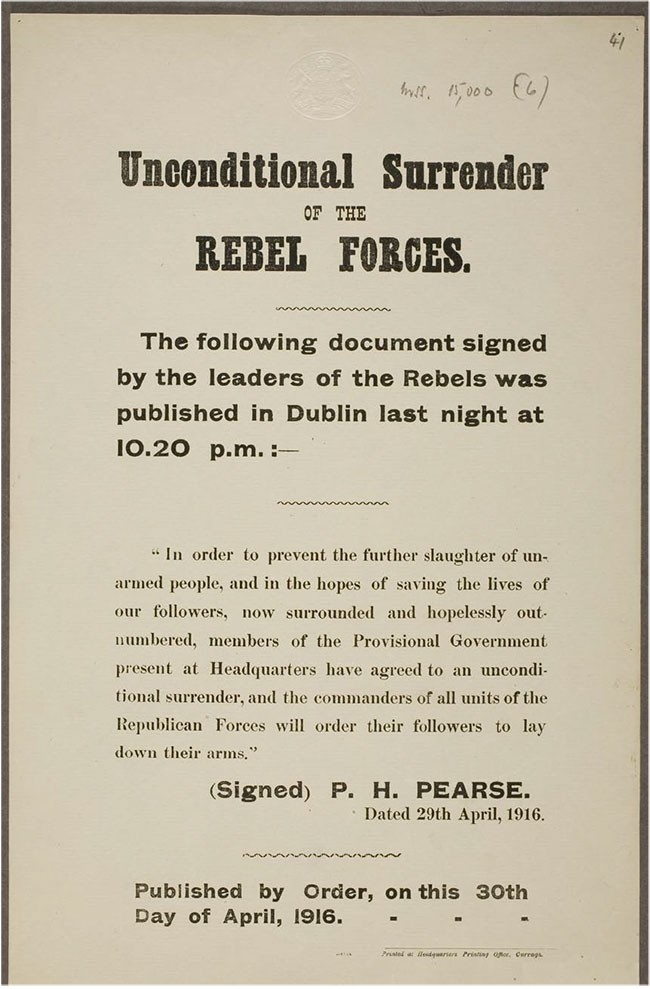 41
mss. 15,000 (6)
Unconditional Surrender
OF THE
REBEL FORCES.
The following document signed
by the leaders of the Rebels was
published in Dublin last night at
10.20 p.m. :—
“ In order to prevent the further slaughter of un-
armed people, and in the hopes of saving the lives of
our followers, now surrounded and hopelessly out-
numbered, members of the Provisional Government
present at Headquarters have agreed to an uncondi-
tional surrender, and the commanders of all units of the
Republican Forces will order their followers to lay
down their arms.”
(Signed) P. H. PEARSE.
Dated 29th April, 1916.
Published by Order, on this 30th
Day of April, 1916. - - -
Printed at Headquarters Printing Office, Curragh.